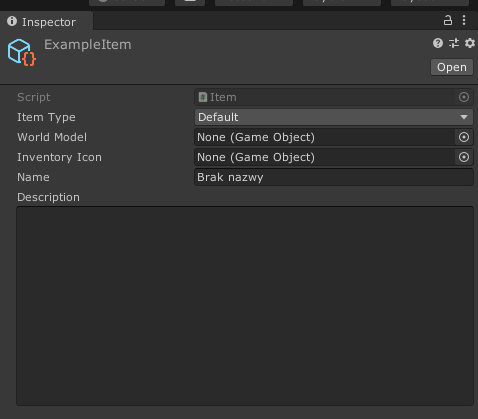 Inspector
ExampleItem
Open
Script Item
Item Type Default
World Model None (Game Object)
Inventory Icon None (Game Object)
Name Brak nazwy
Description